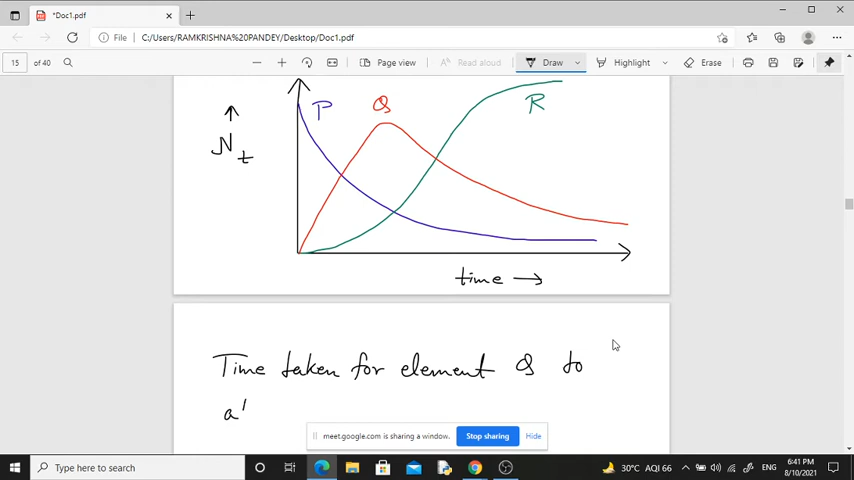 *Doc1.pdf
File
C:/Users/RAMKRISHNA%20PANDEY/Desktop/Doc1.pdf
15 of 40
Page view
Read aloud
Draw
Highlight
Erase
P
Q
R
N_t
time →
Time taken for element Q to
a'
meet.google.com is sharing a window.
Stop sharing
Hide
Type here to search
30°C AQI 66
ENG
6:41 PM
8/10/2021